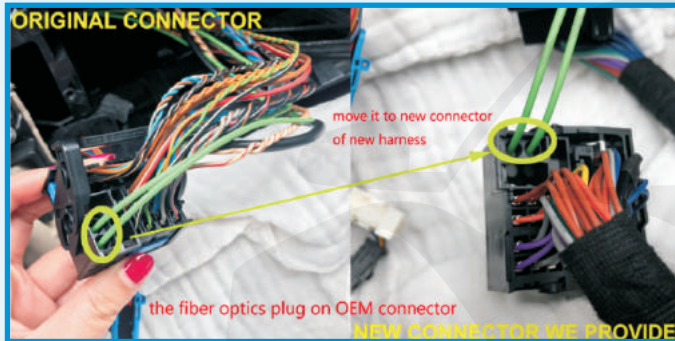 ORIGINAL CONNECTOR
move it to new connector
of new harness
the fiber optics plug on OEM connector
NEW CONNECTOR WE PROVIDE